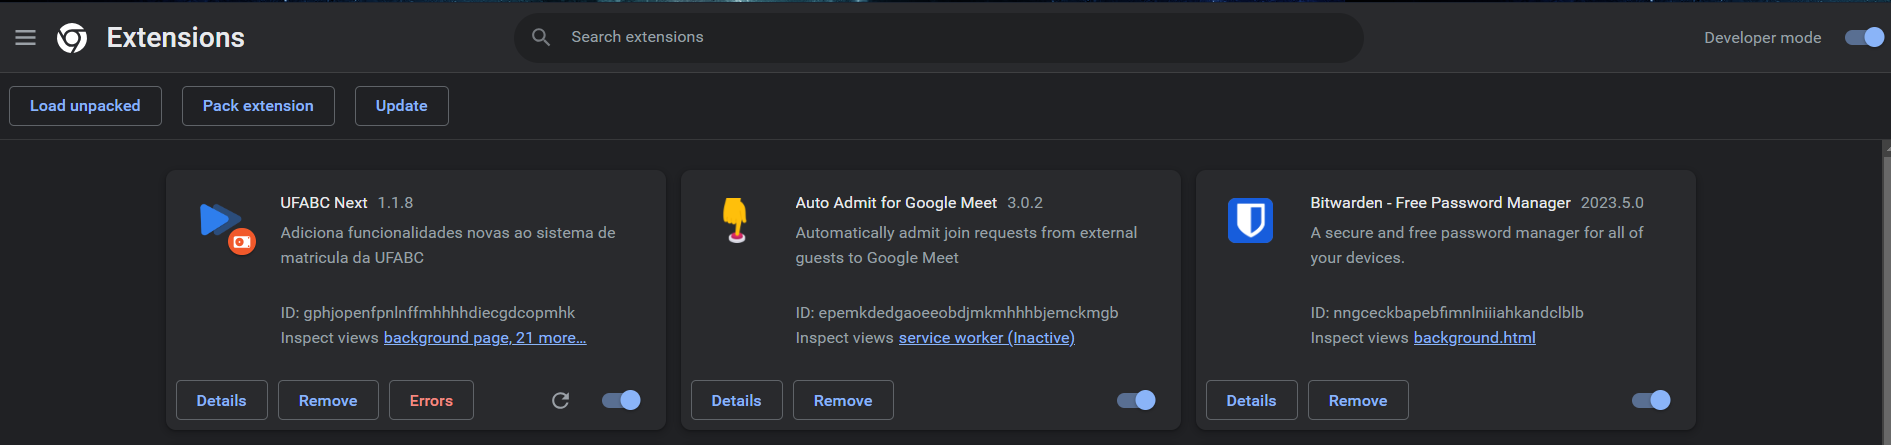 Extensions
Search extensions
Developer mode
Load unpacked
Pack extension
Update
UFABC Next 1.1.8
Adiciona funcionalidades novas ao sistema de
matricula da UFABC
ID: gphjopenfpnlnffmhhhhdiecgdcopmhk
Inspect views background page, 21 more...
Details
Remove
Errors
Auto Admit for Google Meet 3.0.2
Automatically admit join requests from external
guests to Google Meet
ID: epemkdedgaoeeobdjmkmhhhbjemckmgb
Inspect views service worker (Inactive)
Details
Remove
Bitwarden - Free Password Manager 2023.5.0
A secure and free password manager for all of
your devices.
ID: nngceckbapebfimnlniiiahkandclblb
Inspect views background.html
Details
Remove